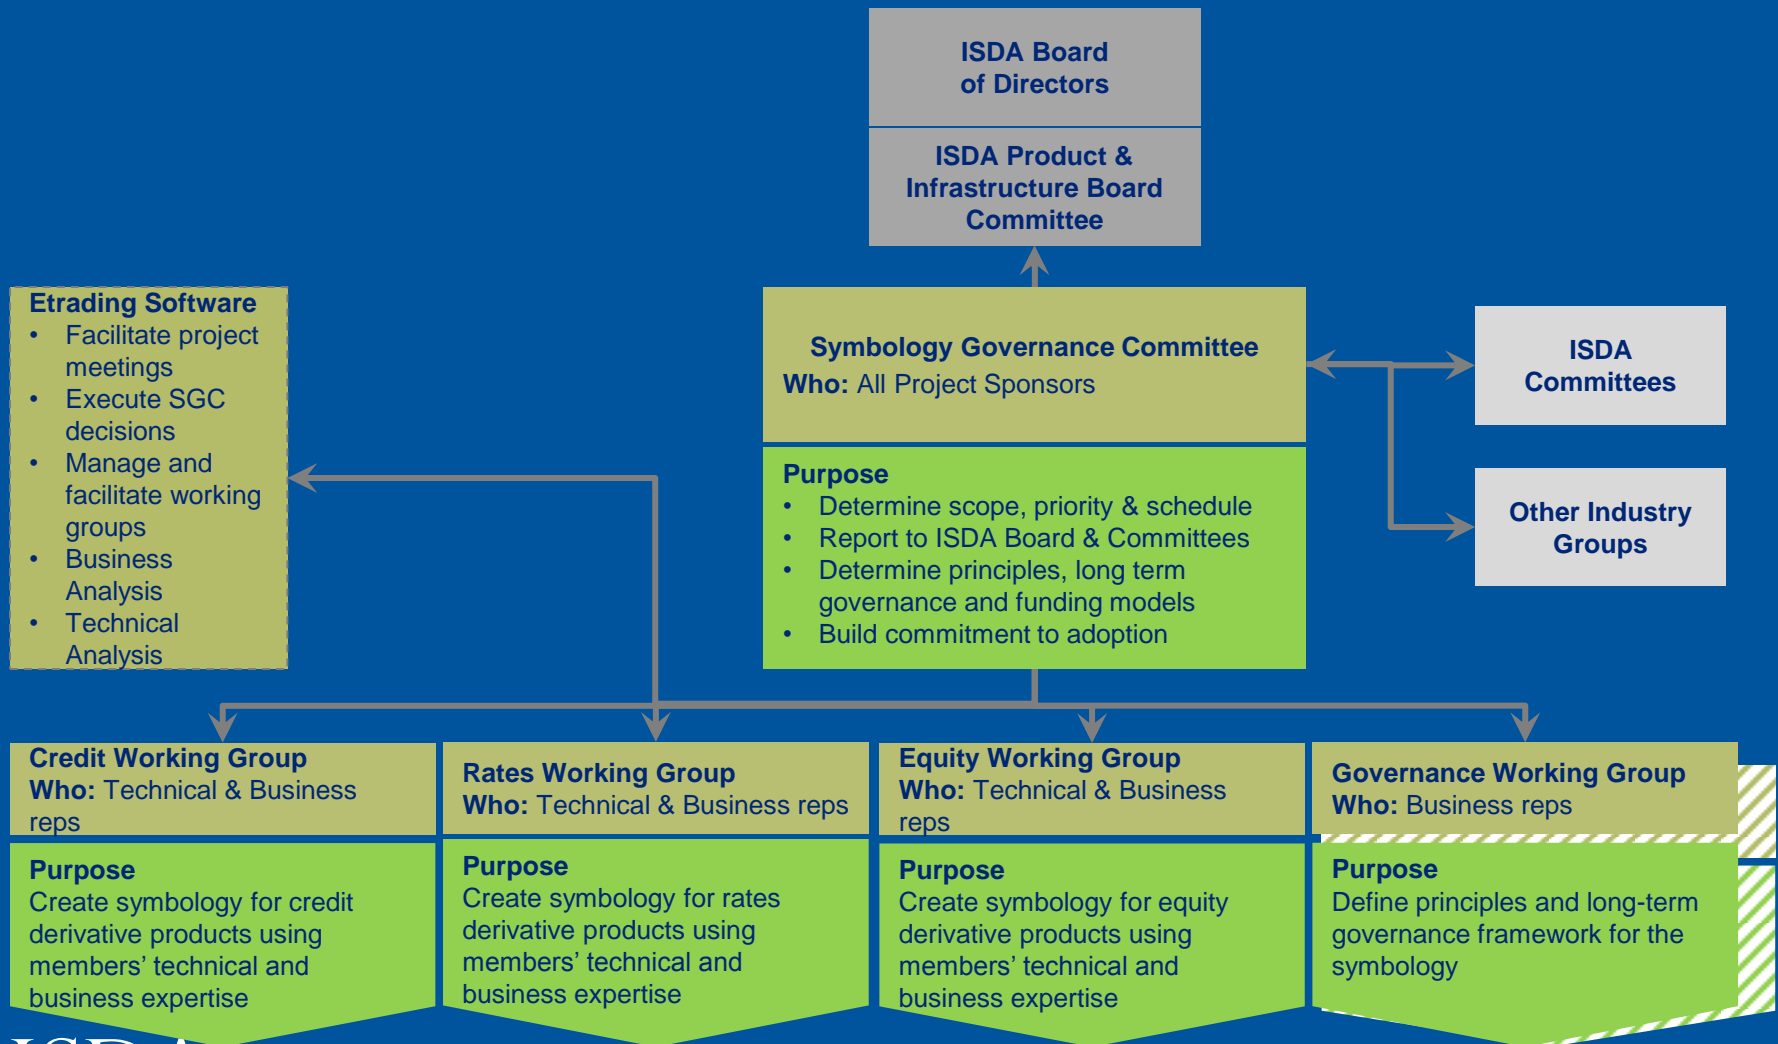 ISDA Board
of Directors
ISDA Product &
Infrastructure Board
Committee
Etrading Software
• Facilitate project
meetings
• Execute SGC
decisions
• Manage and
facilitate working
groups
• Business
Analysis
• Technical
Analysis
Symbology Governance Committee
Who: All Project Sponsors
Purpose
• Determine scope, priority & schedule
• Report to ISDA Board & Committees
• Determine principles, long term
governance and funding models
• Build commitment to adoption
ISDA
Committees
Other Industry
Groups
Credit Working Group
Who: Technical & Business
reps
Purpose
Create symbology for credit
derivative products using
members’ technical and
business expertise
Rates Working Group
Who: Technical & Business reps
Purpose
Create symbology for rates
derivative products using
members’ technical and
business expertise
Equity Working Group
Who: Technical & Business
reps
Purpose
Create symbology for equity
derivative products using
members’ technical and
business expertise
Governance Working Group
Who: Business reps
Purpose
Define principles and long-term
governance framework for the
symbology
ISDA